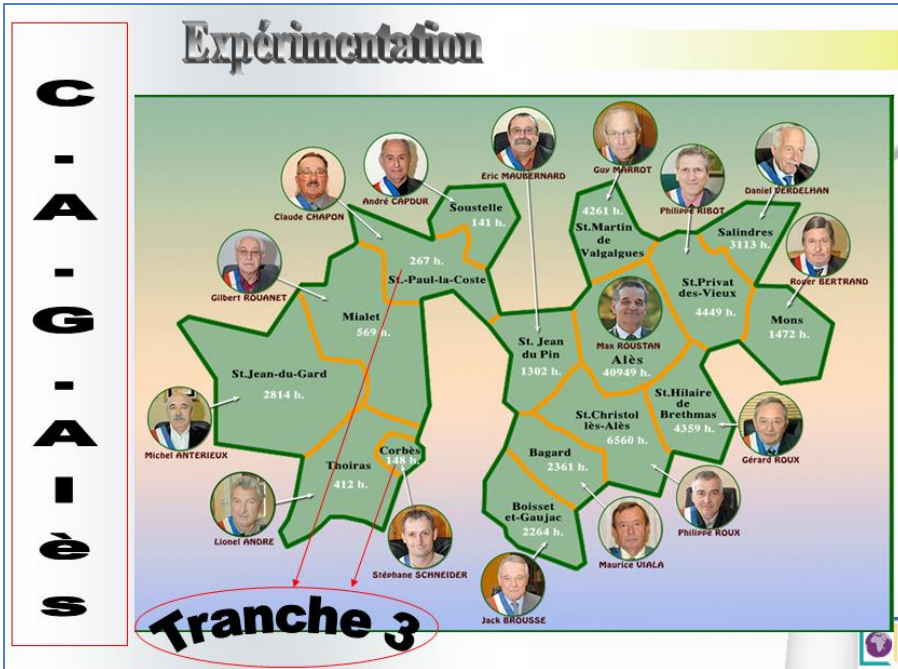 Expérimentation
C-A-G-Alès
Eric MAUBERNARD
Guy MARROT
Philippe RIBOT
Daniel VERDELHAN
André CAPDUR
Claude CHAPON
Soustelle
141 h.
4261 h.
St.Martin
de
Valgalgues
Salindres
3113 h.
Roger BERTRAND
267 h.
St.-Paul-la-Coste
Gilbert ROUANET
St.Privat
des-Vieux
4449 h.
Mialet
569 h.
Mons
1472 h.
St. Jean
du Pin
1302 h.
Max ROUSTAN
Alès
40949 h.
St.Jean-du-Gard
2814 h.
St.Hilaire
de
Brethmas
4359 h.
St.Christol
lès-Alès
6560 h.
Michel ANTERIEUX
Gérard ROUX
Corbès
148 h.
Thoiras
412 h.
Bagard
2361 h.
Boisset
et-Gaujac
2264 h.
Lionel ANDRE
Philippe ROUX
Maurice VIALA
Stéphane SCHNEIDER
Jack BROUSSE
Tranche 3